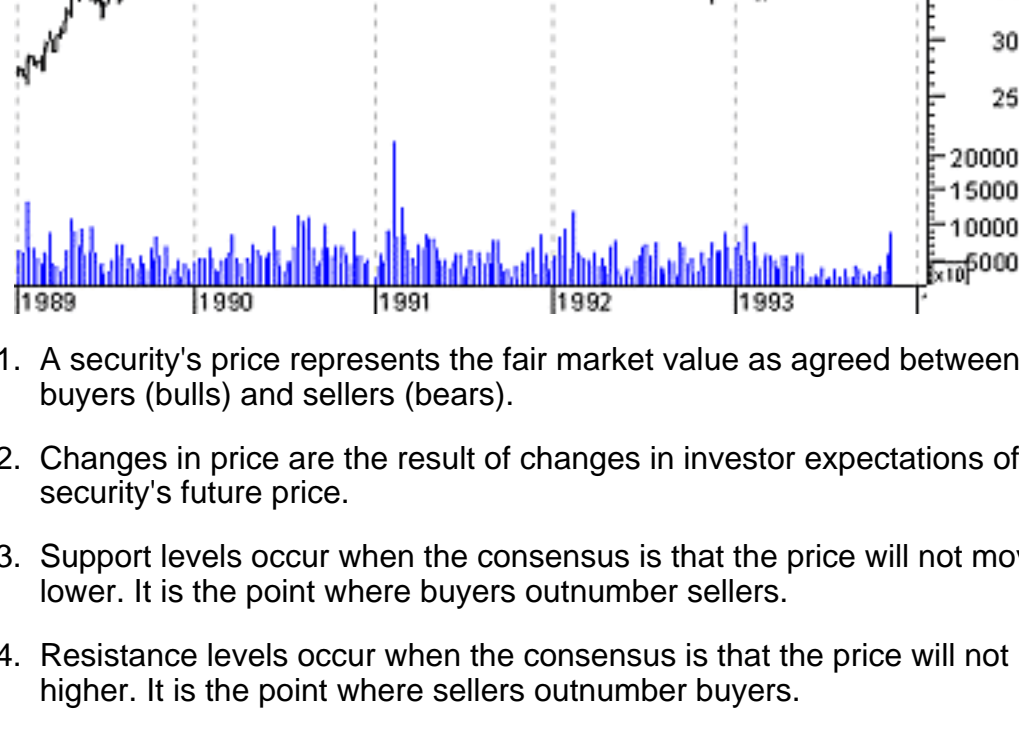 30
25
20000
15000
10000
5000
x10
1989
1990
1991
1992
1993
1. A security's price represents the fair market value as agreed between
buyers (bulls) and sellers (bears).
2. Changes in price are the result of changes in investor expectations of
security's future price.
3. Support levels occur when the consensus is that the price will not
lower. It is the point where buyers outnumber sellers.
4. Resistance levels occur when the consensus is that the price will not
higher. It is the point where sellers outnumber buyers.